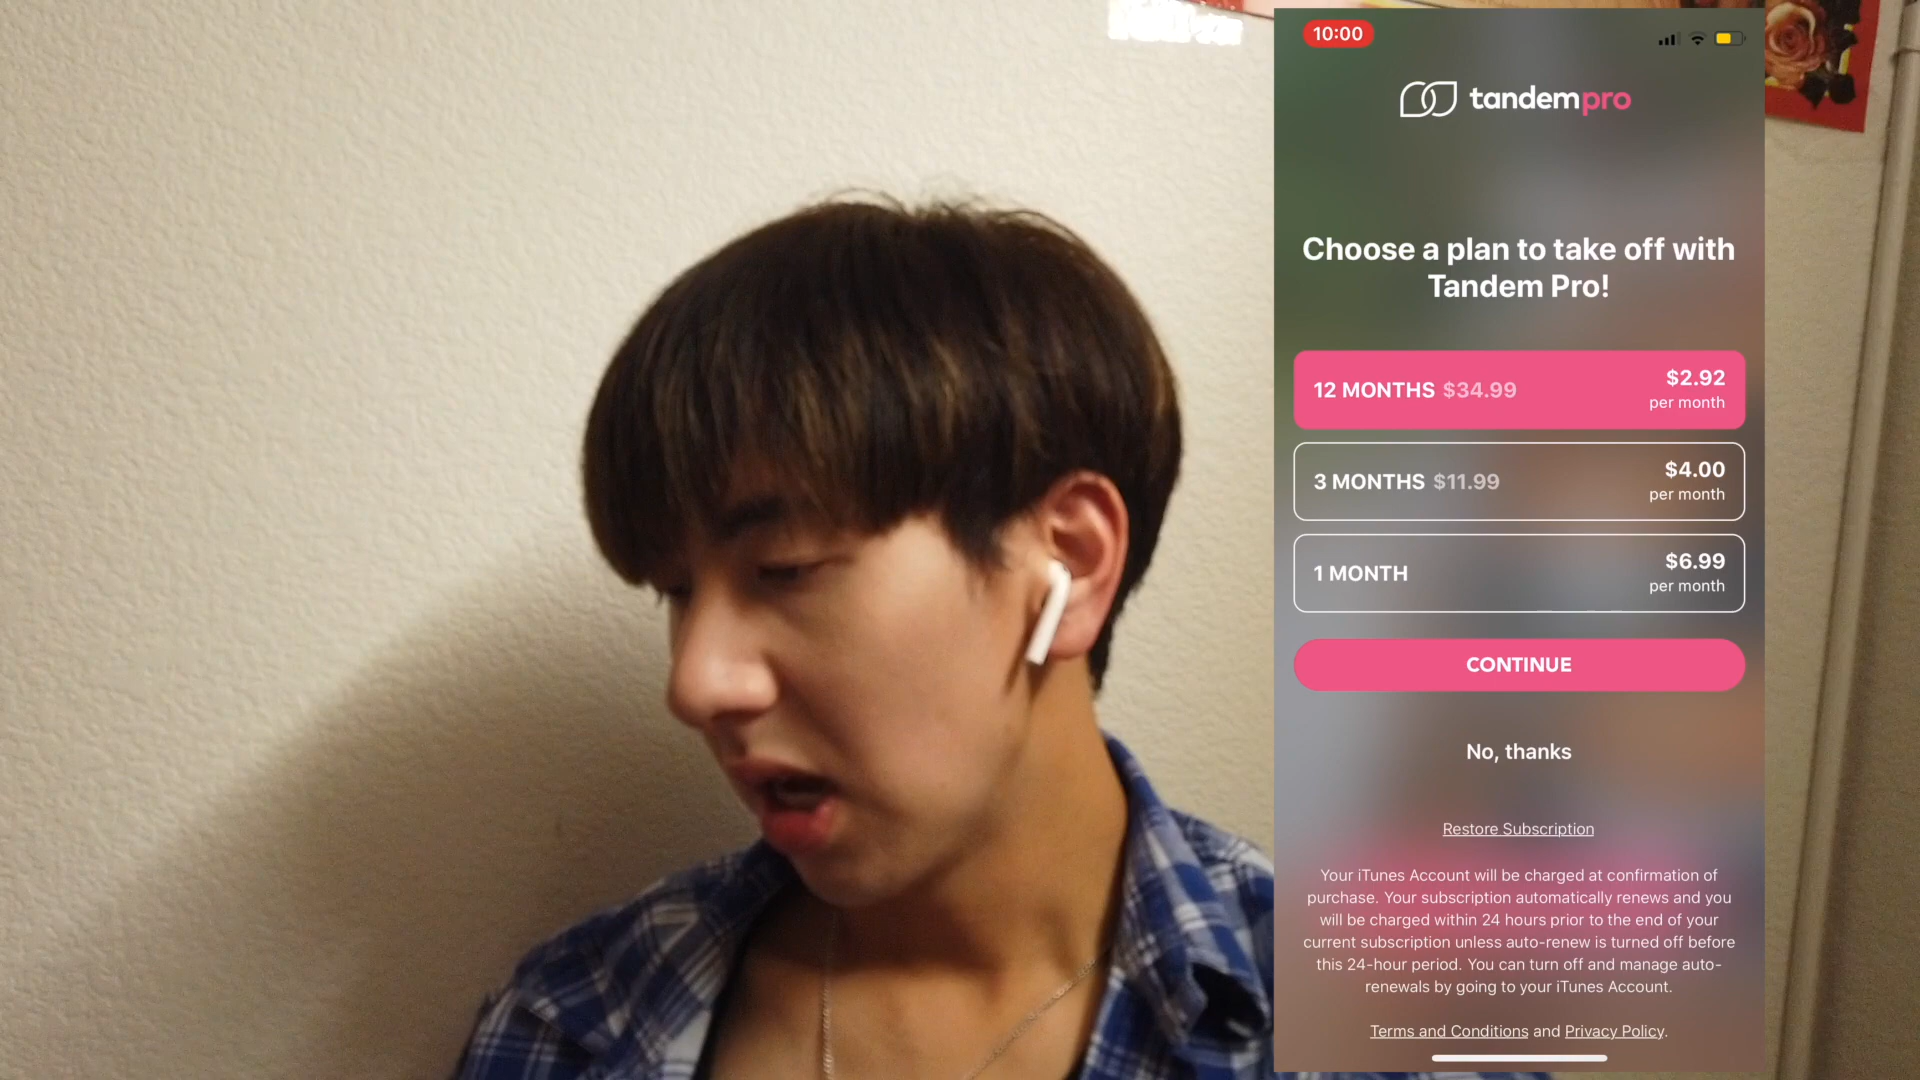 10:00
tandempro
Choose a plan to take off with
Tandem Pro!
12 MONTHS $34.99
$2.92
per month
3 MONTHS $11.99
$4.00
per month
1 MONTH
$6.99
per month
CONTINUE
No, thanks
Restore Subscription
Your iTunes Account will be charged at confirmation of
purchase. Your subscription automatically renews and you
will be charged within 24 hours prior to the end of your
current subscription unless auto-renew is turned off before
this 24-hour period. You can turn off and manage auto-
renewals by going to your iTunes Account.
Terms and Conditions and Privacy Policy.